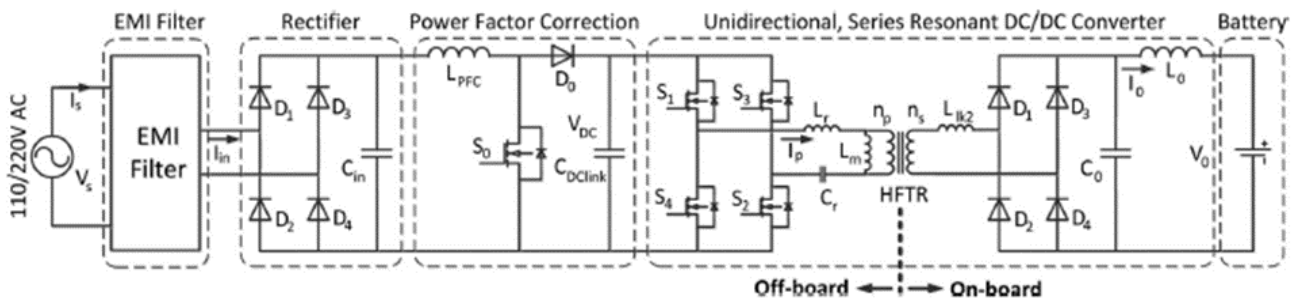 EMI Filter
Rectifier
Power Factor Correction
Unidirectional, Series Resonant DC/DC Converter
Battery
110/220V AC
Is
Vs
EMI
Filter
Iin
D1
D3
D2
D4
Cin
LPFC
D0
S0
VDC
CDClink
S1
S3
S4
S2
Lr
Ip
Lm
Cr
np
ns
HFTR
Llk2
D1
D3
D2
D4
C0
I0
L0
V0
+
-
Off-board
On-board